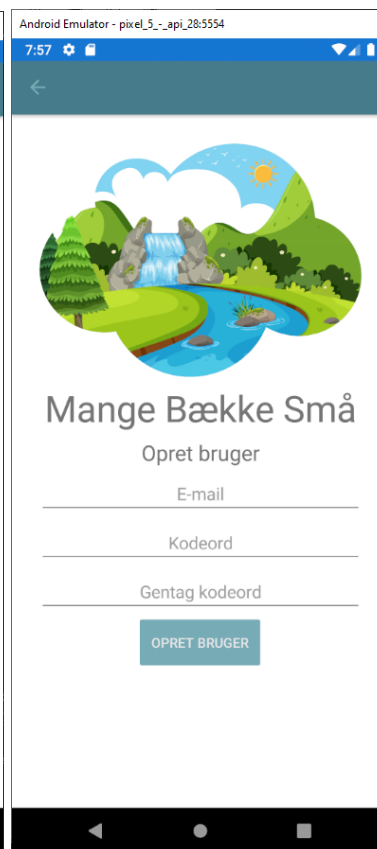 Android Emulator - pixel_5_-_api_28:5554
7:57
Mange Bække Små
Opret bruger
E-mail
Kodeord
Gentag kodeord
OPRET BRUGER